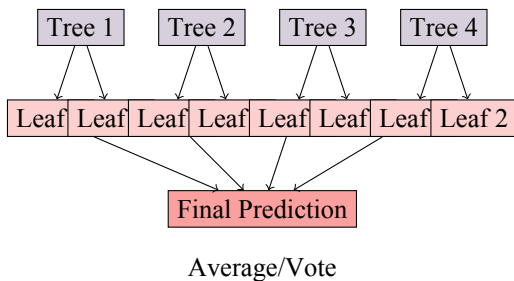 Tree 1 Tree 2 Tree 3 Tree 4
Leaf Leaf Leaf Leaf Leaf Leaf Leaf Leaf 2
Final Prediction
Average/Vote